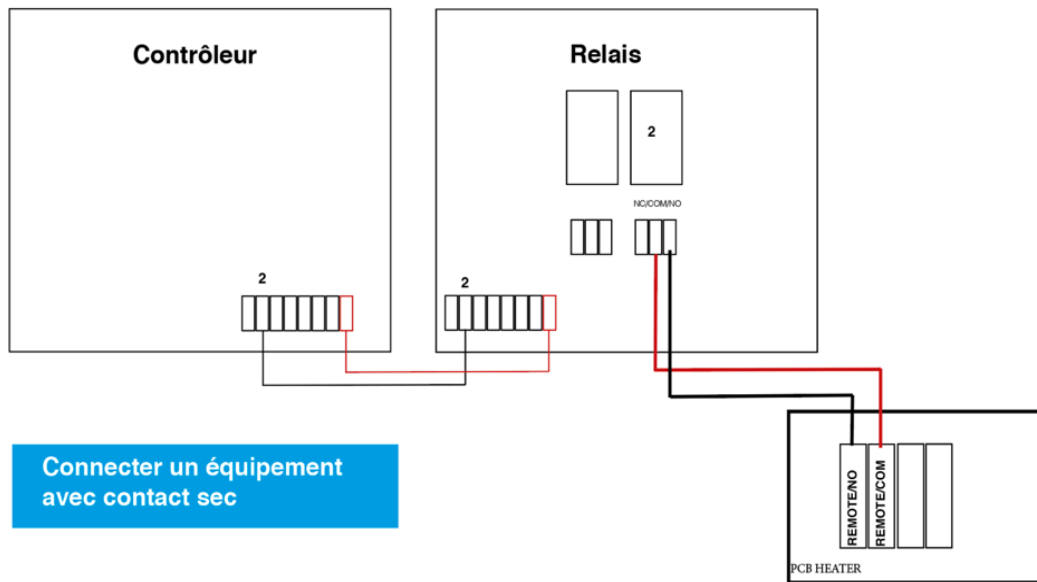 Contrôleur
Relais
2
NC/COM/NO
2
2
Connecter un équipement
avec contact sec
REMOTE/NO
REMOTE/COM
PCB HEATER